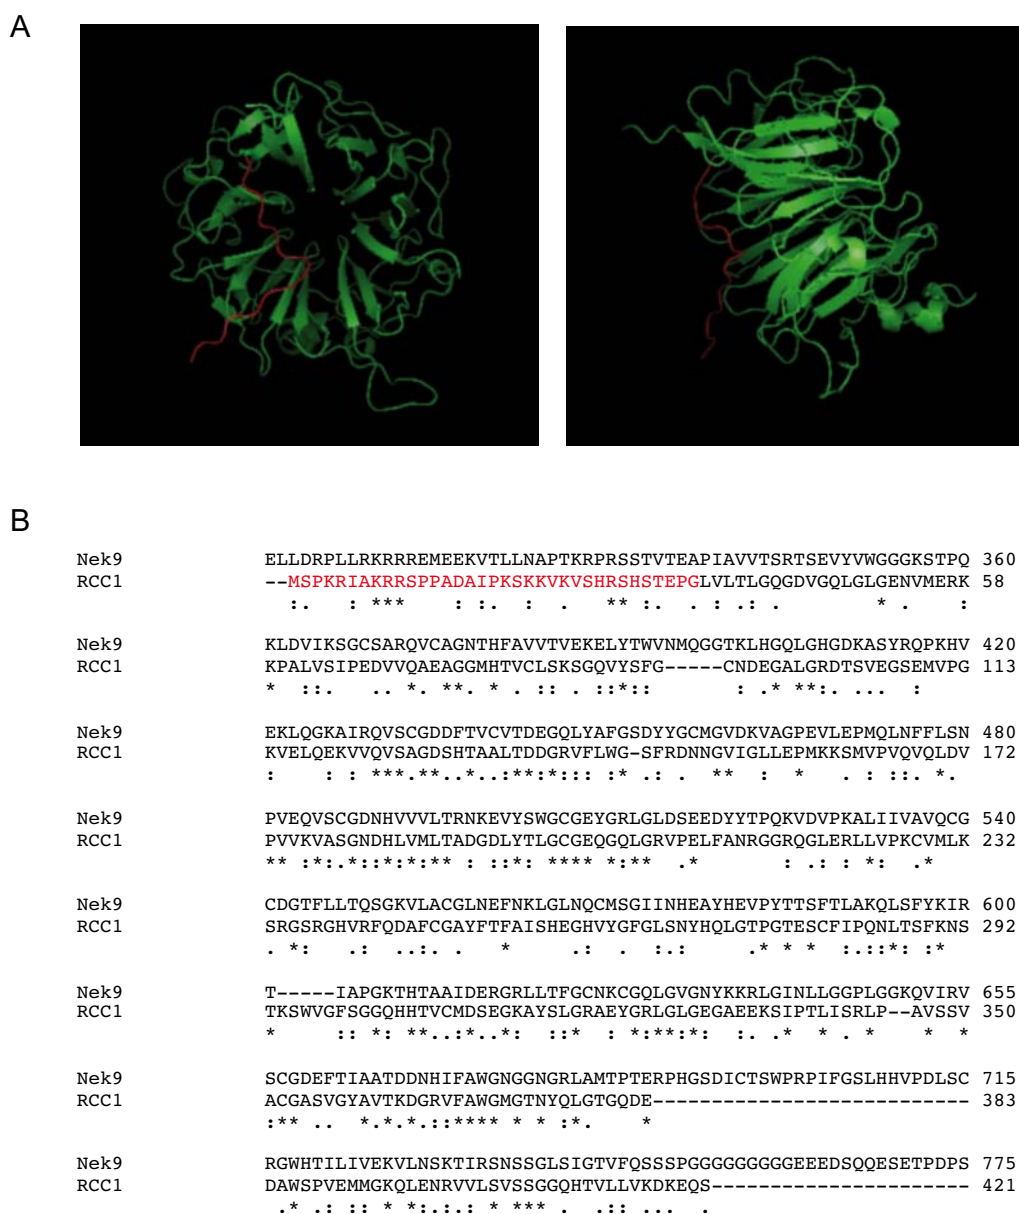 A
B
Nek9 ELLDRPLLRKRRREMEEKVTLLNAPTKRPRSSTVTEAPIAVVTSRTSEVYVWGGGKSTPQ 360
RCC1 --MSPKRIAKRRSPPADAIPKSKKVKVSHRSHSTEPGLVLTLGQGDVGQLGLGENVMERK 58
:. : *** : :. : . ** :. . : .: . * . :
Nek9 KLDVIKSGCSARQVCAGNTHFAVVTVEKELYTWVNMQGGTKLHGQLGHGDKASYRQPKHV 420
RCC1 KPALVSIPEDVVQAEAGGMHTVCLSKSGQVYSFG-----CNDEGALGRDTSVEGSEMVPG 113
* ::. .. *. **. * . :: . ::*:: : .* **:. ... :
Nek9 EKLQGKAIRQVSCGDDFTVCVTDEGQLYAFGSDYYGCMGVDKVAGPEVLEPMQLNFFLSN 480
RCC1 KVELQEKVVQVSAGDSHTAALTDDGRVFLWG-SFRDNNGVIGLLEPMKKSMVPVQVQLDV 172
: : : ***.**..*..:**:*::: :* .: . ** : * . : ::. *.
Nek9 PVEQVSCGDNHVVVLTRNKEVYSWGCGEYGRLGLDSEEDYYTPQKVDVPKALIIVAVQCG 540
RCC1 PVVKVASGNDHLVMLTADGDLYTLGCGEQGQLGRVPELFANRGGRQGLERLLVPKCVMLK 232
** :*:.*::*:*:** : ::*: **** *:** .* : .: : *: .*
Nek9 CDGTFLLTQSGKVLACGLNEFNKLGLNQCMSGIINHEAYHEVPYTTSFTLAKQLSFYKIR 600
RCC1 SRGSRGHVRFQDAFCGAYFTFAISHEGHVYGFGLSNYHQLGTPGTESCFIPQNLTSFKNS 292
. *: .: ..:. . * .: . :.: .* * * :.::*: :*
Nek9 T-----IAPGKTHTAAIDERGRLLTFGCNKCGQLGVGNYKKRLGINLLGGPLGGKQVIRV 655
RCC1 TKSWVGFSGGQHHTVCMDSEGKAYSLGRAEYGRLGLGEGAEEKSIPTLISRLP--AVSSV 350
* :: *: **..:*..*: ::* : *:**:*: :. .* * . * * *
Nek9 SCGDEFTIAATDDNHIFAWGNGGNGRLAMTPTERPHGSDICTSWPRPIFGSLHHVPDLSC 715
RCC1 ACGASVGYAVTKDGRVFAWGMGTNYQLGTGQDE--------------------------- 383
:** .. *.*.*.::**** * * :*. *
Nek9 RGWHTILIVEKVLNSKTIRSNSSGLSIGTVFQSSSPGGGGGGGGGEEEDSQQESETPDPS 775
RCC1 DAWSPVEMMGKQLENRVVLSVSSGGQHTVLLVKDKEQS---------------------- 421
.* .: :: * *:.:.: * *** . .:: ... .